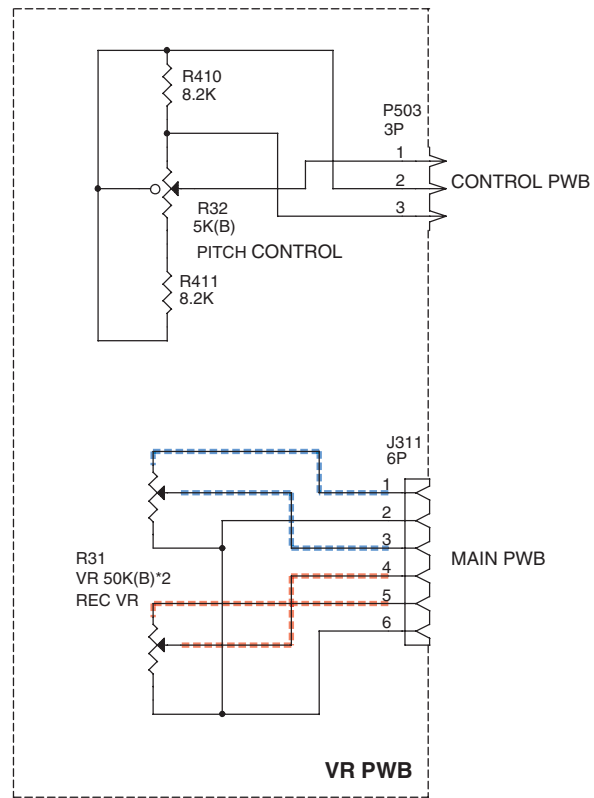 R410
8.2K
P503
3P
1
2
3
CONTROL PWB
R32
5K(B)
PITCH CONTROL
R411
8.2K
J311
6P
1
2
3
4
5
6
MAIN PWB
R31
VR 50K(B)*2
REC VR
VR PWB